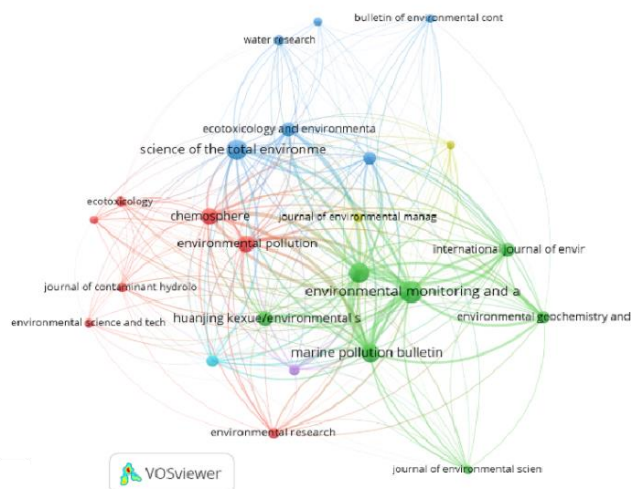 bulletin of environmental cont
water research
ecotoxicology and environmenta
science of the total environme
ecotoxicology
chemosphere
journal of environmental manag
environmental pollution
international journal of envir
journal of contaminant hydrolo
environmental monitoring and a
huanjing kexue/environmental s
environmental geochemistry and
environmental science and tech
marine pollution bulletin
environmental research
journal of environmental scien
VOSviewer